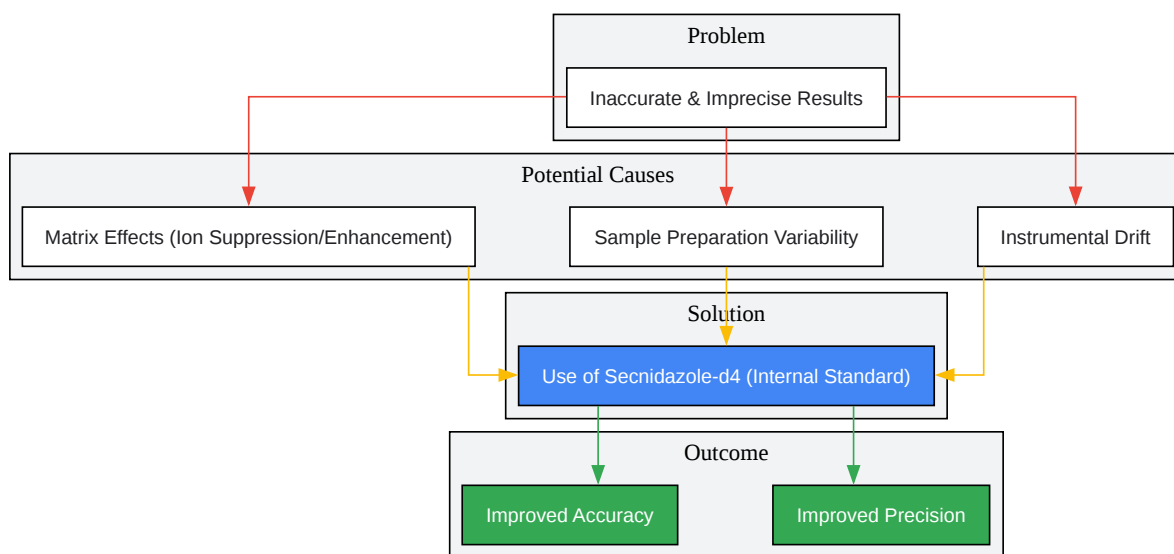 Problem
Inaccurate & Imprecise Results
Potential Causes
Matrix Effects (Ion Suppression/Enhancement)
Sample Preparation Variability
Instrumental Drift
Solution
Use of Secnidazole-d4 (Internal Standard)
Outcome
Improved Accuracy
Improved Precision